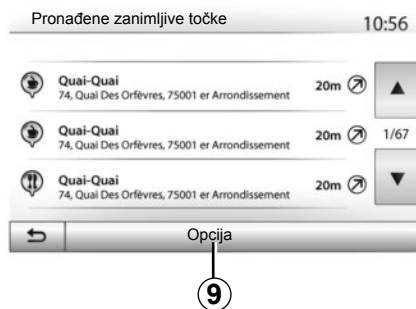 Pronađene zanimljive točke 10:56
Quai-Quai
74, Quai Des Orfèvres, 75001 er Arrondissement 20m
Quai-Quai
74, Quai Des Orfèvres, 75001 er Arrondissement 20m 1/67
Quai-Quai
74, Quai Des Orfèvres, 75001 er Arrondissement 20m
Opcija
9